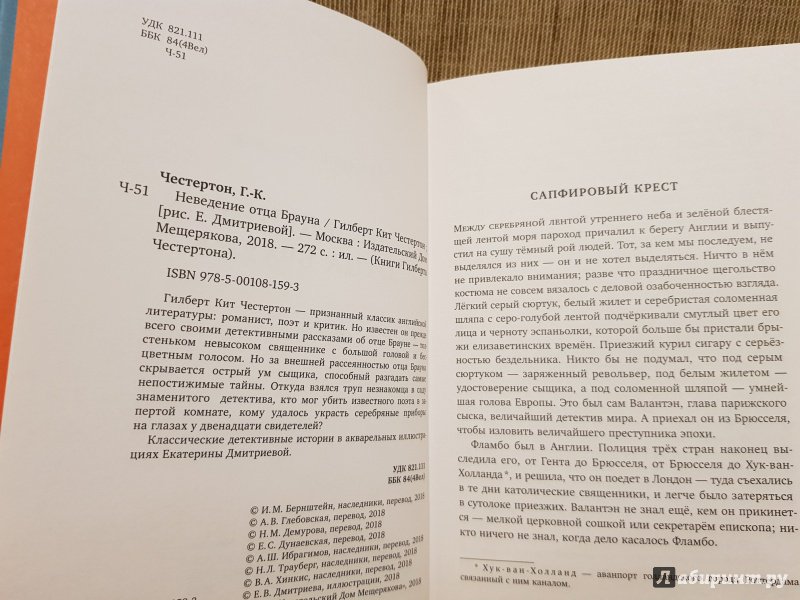 УДК 821.111
ББК 84(4Вел)
Ч-51
Честертон, Г.-К.
Ч-51 Неведение отца Брауна / Гилберт Кит Честертон ;
[рис. Е. Дмитриевой]. — Москва : Издательский Дом
Мещерякова, 2018. — 272 с. : ил. — (Книги Гилберта
Честертона).
ISBN 978-5-00108-159-3
Гилберт Кит Честертон — признанный классик английской
литературы: романист, поэт и критик. Но известен он прежде
всего своими детективными рассказами об отце Брауне —
стеньком невысоком священнике с большой головой и бес
цветным голосом. Но за внешней рассеянностью отца Брауна
скрывается острый ум сыщика, способный разгадать самые
непостижимые тайны. Откуда взялся труп незнакомца в саду
знаменитого детектива, кто мог убить известного поэта в за
пертой комнате, кому удалось украсть серебряные приборы
на глазах у двенадцати свидетелей?
Классические детективные истории в акварельных иллюстра
циях Екатерины Дмитриевой.
УДК 821.111
ББК 84(4Вел)
© И.М. Бернштейн, наследники, перевод, 2018
© А.В. Глебовская, перевод, 2018
© Н.М. Демурова, перевод, 2018
© Е.С. Дунаевская, перевод, 2018
© А.Ш. Ибрагимов, наследники, перевод, 2018
© Н.Л. Трауберг, наследники, перевод, 2018
© В.А. Хинкис, наследники, перевод, 2018
© Е.В. Дмитриева, иллюстрации, 2018
Издательский Дом Мещерякова», 2018
САПФИРОВЫЙ КРЕСТ
Между серебряной лентой утреннего неба и зелёной блестя-
щей лентой моря пароход причалил к берегу Англии и выпу-
стил на сушу тёмный рой людей. Тот, за кем мы последуем, не
выделялся из них — он и не хотел выделяться. Ничто в нём
не привлекало внимания; разве что праздничное щегольство
костюма не совсем вязалось с деловой озабоченностью взгляда.
Лёгкий серый сюртук, белый жилет и серебристая соломенная
шляпа с серо-голубой лентой подчёркивали смуглый цвет его
лица и черноту эспаньолки, которой больше бы пристали бры-
жи елизаветинских времён. Приезжий курил сигару с серьёз-
ностью бездельника. Никто бы не подумал, что под серым
сюртуком — заряженный револьвер, под белым жилетом —
удостоверение сыщика, а под соломенной шляпой — умней-
шая голова Европы. Это был сам Валантэн, глава парижского
сыска, величайший детектив мира. А приехал он из Брюсселя,
чтобы изловить величайшего преступника эпохи.
Фламбо был в Англии. Полиция трёх стран наконец вы-
следила его, от Гента до Брюсселя, от Брюсселя до Хук-ван-
Холланда*, и решила, что он поедет в Лондон — туда съехались
в те дни католические священники, и легче было затеряться
в сутолоке приезжих. Валантэн не знал ещё, кем он прикинет-
ся — мелкой церковной сошкой или секретарём епископа; ни-
кто ничего не знал, когда дело касалось Фламбо.
* Хук-ван-Холланд — аванпорт
связанный с ним каналом.
Лабиринт.ру